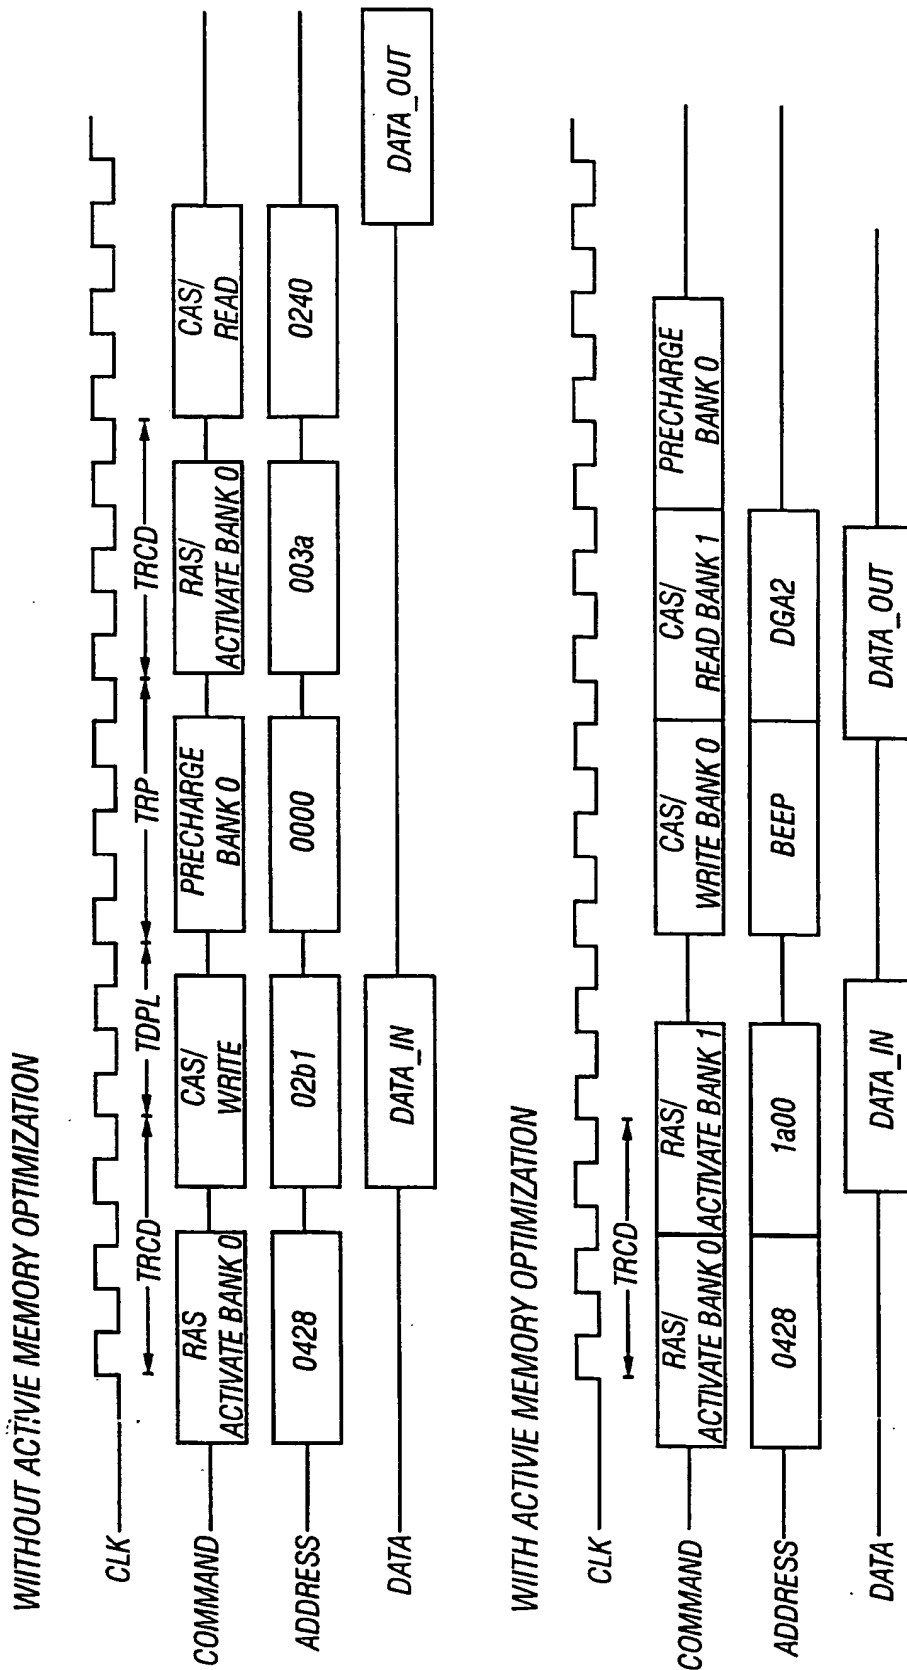 WIITHOUT ACTIVIE MEMORY OPTIMIZATION
CLK
TRCD
TDPL
TRP
TRCD
COMMAND
RAS
ACTIVATE BANK 0
CAS/
WRITE
PRECHARGE
BANK 0
RAS/
ACTIVATE BANK 0
CAS/
READ
ADDRESS
0428
02b1
0000
003a
0240
DATA
DATA_IN
DATA_OUT
WIITH ACTIVIE MEMORY OPTIMIZATION
CLK
TRCD
COMMAND
RAS/
ACTIVATE BANK 0
RAS/
ACTIVATE BANK 1
CAS/
WRITE BANK 0
CAS/
READ BANK 1
PRECHARGE
BANK 0
ADDRESS
0428
1a00
BEEP
DGA2
DATA
DATA_IN
DATA_OUT